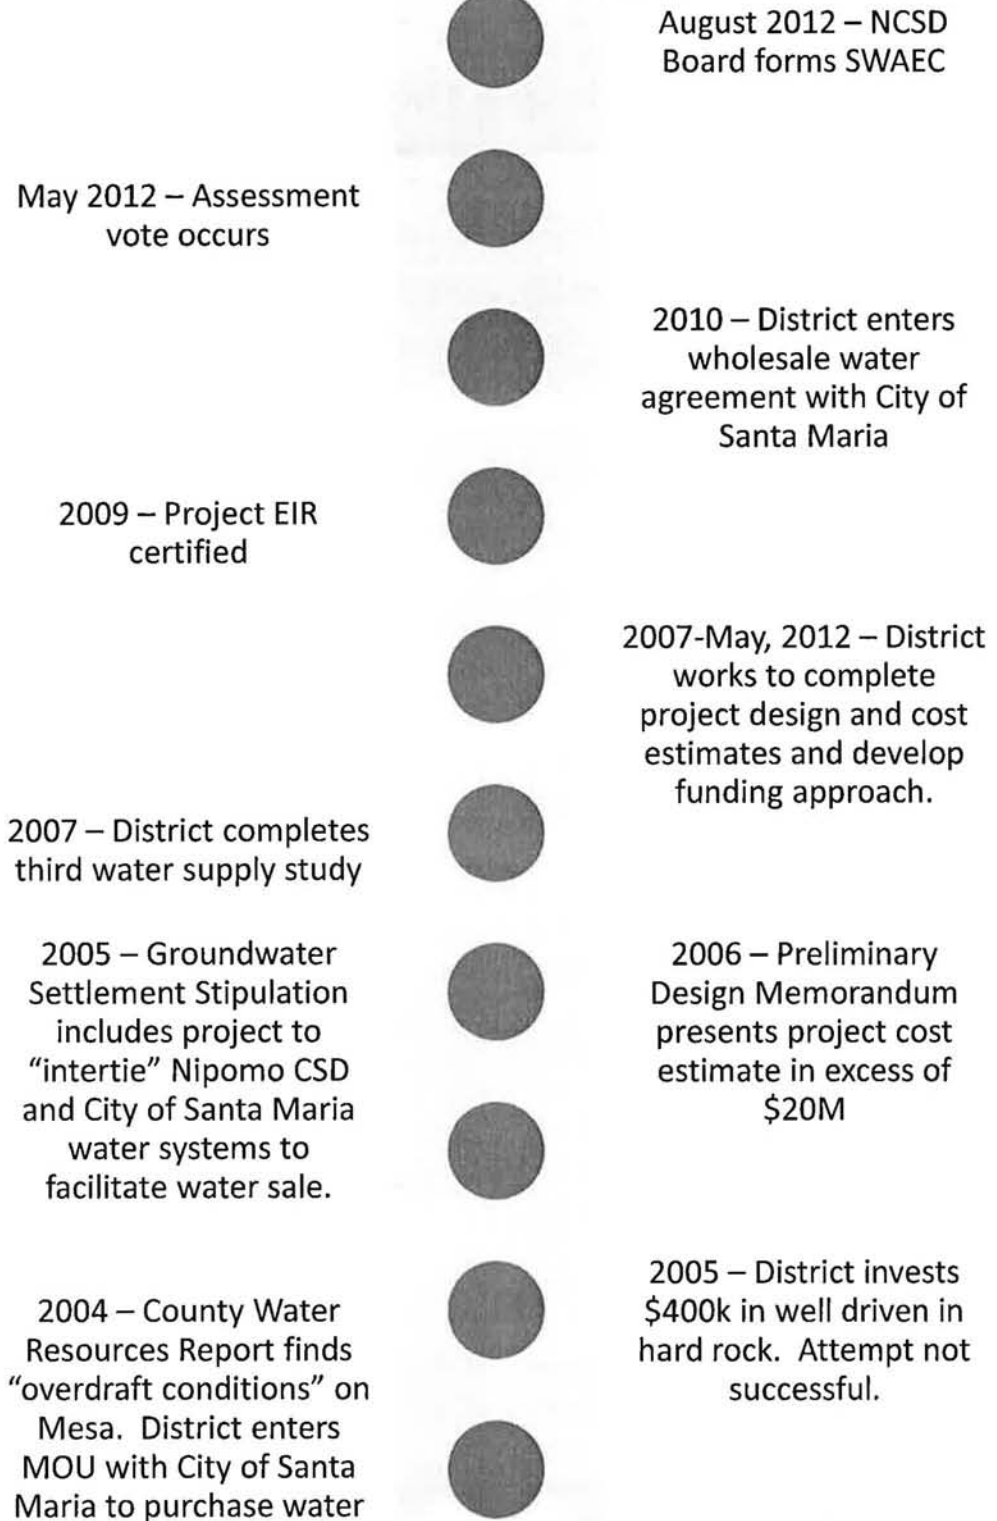 August 2012 – NCSD
Board forms SWAEC
May 2012 – Assessment
vote occurs
2010 – District enters
wholesale water
agreement with City of
Santa Maria
2009 – Project EIR
certified
2007-May, 2012 – District
works to complete
project design and cost
estimates and develop
funding approach.
2007 – District completes
third water supply study
2005 – Groundwater
Settlement Stipulation
includes project to
“intertie” Nipomo CSD
and City of Santa Maria
water systems to
facilitate water sale.
2006 – Preliminary
Design Memorandum
presents project cost
estimate in excess of
$20M
2005 – District invests
$400k in well driven in
hard rock.  Attempt not
successful.
2004 – County Water
Resources Report finds
“overdraft conditions” on
Mesa.  District enters
MOU with City of Santa
Maria to purchase water